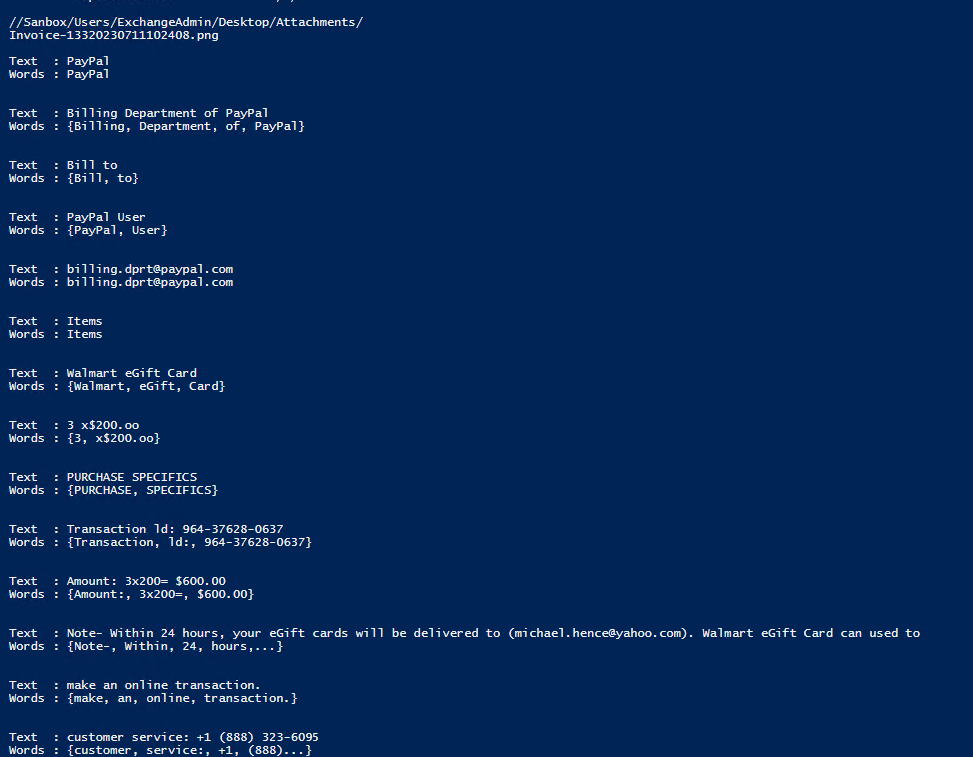 //Sanbox/Users/ExchangeAdmin/Desktop/Attachments/
Invoice-13320230711102408.png
Text : PayPal
Words : PayPal
Text : Billing Department of PayPal
Words : {Billing, Department, of, PayPal}
Text : Bill to
Words : {Bill, to}
Text : PayPal User
Words : {PayPal, User}
Text : billing.dprt@paypal.com
Words : billing.dprt@paypal.com
Text : Items
Words : Items
Text : Walmart eGift Card
Words : {Walmart, eGift, Card}
Text : 3 x$200.oo
Words : {3, x$200.oo}
Text : PURCHASE SPECIFICS
Words : {PURCHASE, SPECIFICS}
Text : Transaction ld: 964-37628-0637
Words : {Transaction, ld:, 964-37628-0637}
Text : Amount: 3x200= $600.00
Words : {Amount:, 3x200=, $600.00}
Text : Note- Within 24 hours, your eGift cards will be delivered to (michael.hence@yahoo.com). Walmart eGift Card can used to
Words : {Note-, Within, 24, hours,...}
Text : make an online transaction.
Words : {make, an, online, transaction.}
Text : customer service: +1 (888) 323-6095
Words : {customer, service:, +1, (888)...}